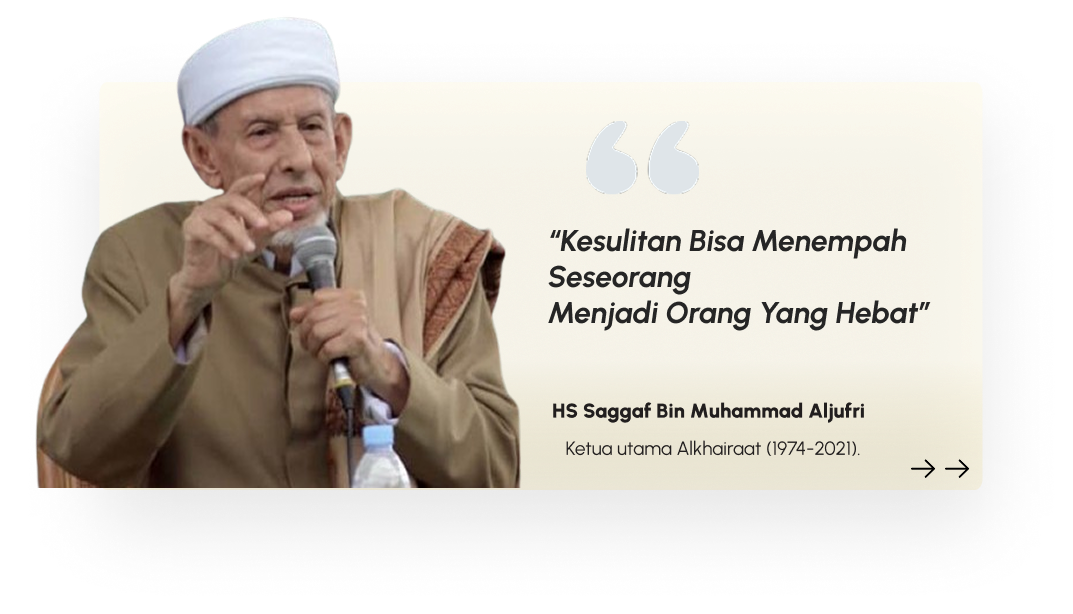 “Kesulitan Bisa Menempah
Seseorang
Menjadi Orang Yang Hebat”
HS Saggaf Bin Muhammad Aljufri
Ketua utama Alkhairaat (1974-2021).